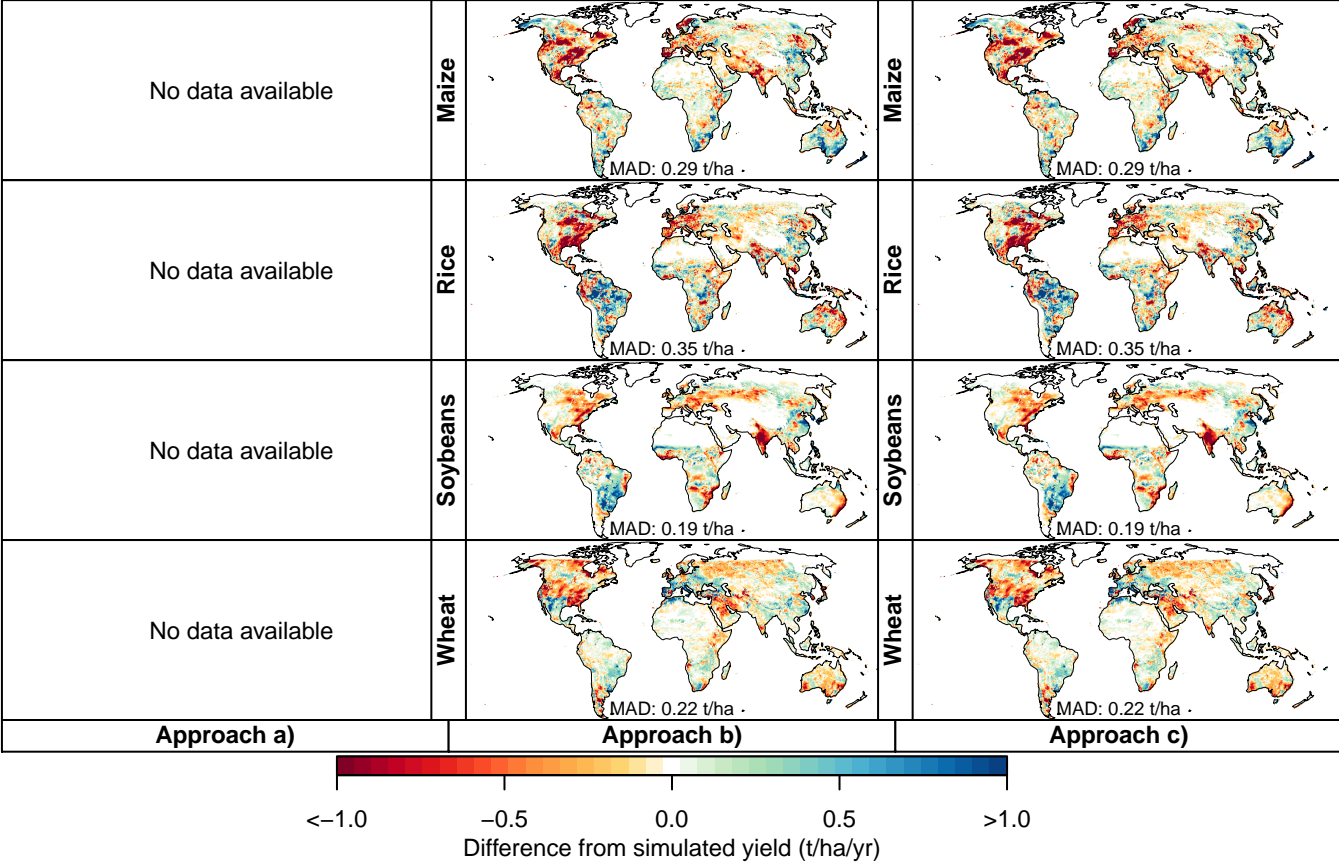 No data available
Maize
MAD: 0.29 t/ha
Maize
MAD: 0.29 t/ha
No data available
Rice
MAD: 0.35 t/ha
Rice
MAD: 0.35 t/ha
No data available
Soybeans
MAD: 0.19 t/ha
Soybeans
MAD: 0.19 t/ha
No data available
Wheat
MAD: 0.22 t/ha
Wheat
MAD: 0.22 t/ha
Approach a)
Approach b)
Approach c)
<−1.0
−0.5
0.0
0.5
>1.0
Difference from simulated yield (t/ha/yr)